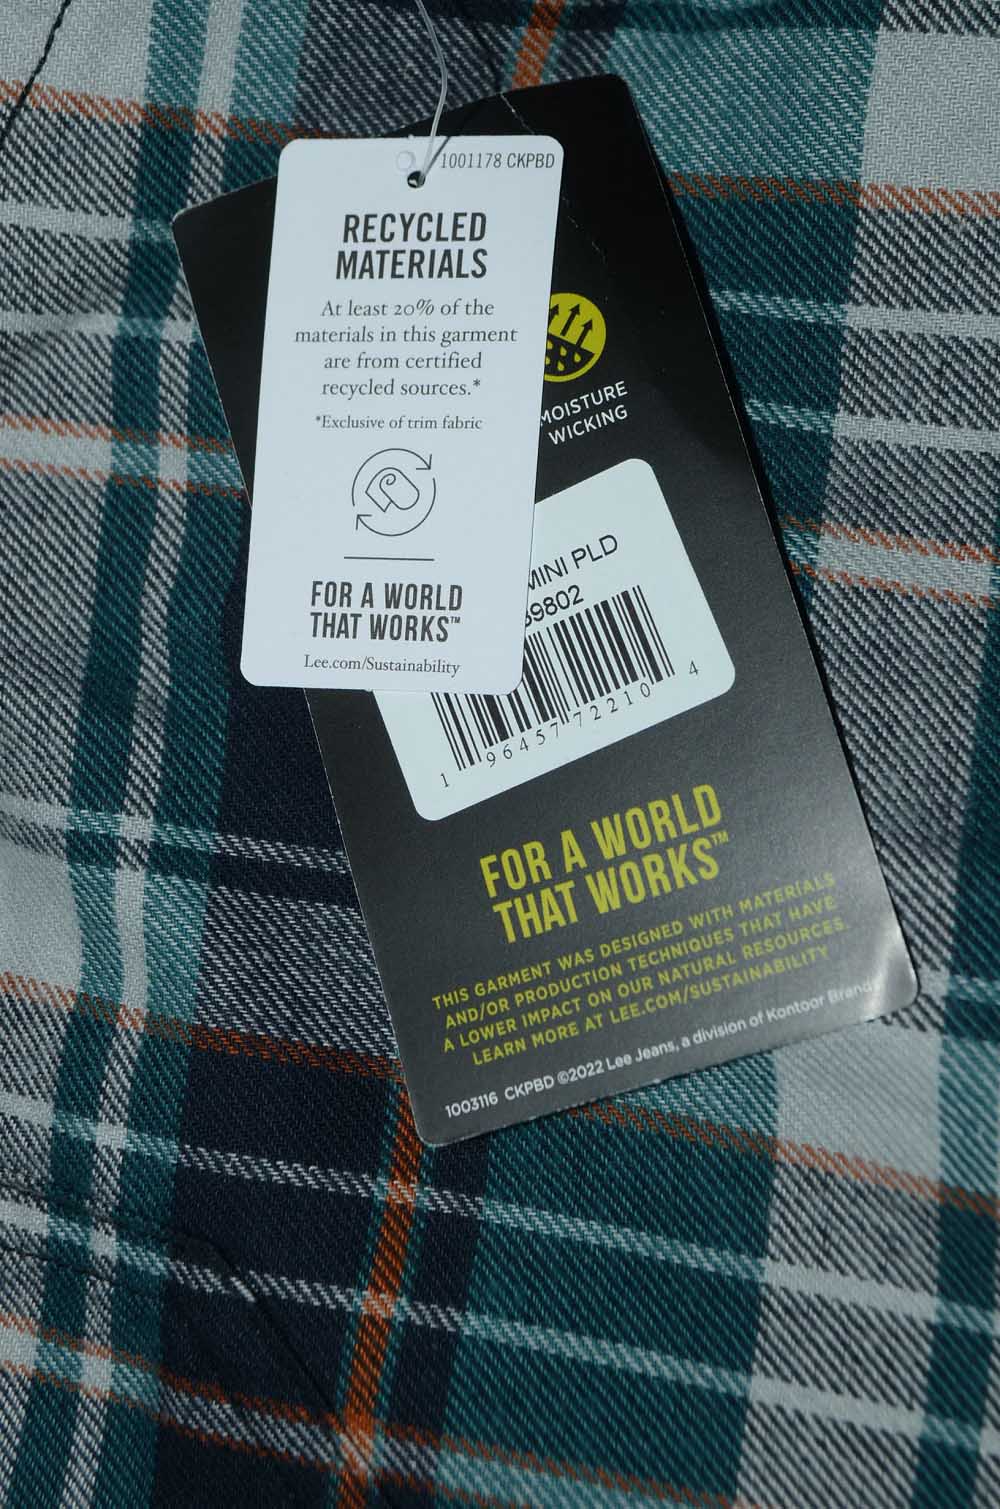 1001178 CKPBD
RECYCLED
MATERIALS
At least 20% of the
materials in this garment
are from certified
recycled sources.*
*Exclusive of trim fabric
FOR A WORLD
THAT WORKS™
Lee.com/Sustainability
MOISTURE
WICKING
MINI PLD
39802
1 96457 72210 4
FOR A WORLD
THAT WORKS™
THIS GARMENT WAS DESIGNED WITH MATERIALS
AND/OR PRODUCTION TECHNIQUES THAT HAVE
A LOWER IMPACT ON OUR NATURAL RESOURCES.
LEARN MORE AT LEE.COM/SUSTAINABILITY
1003116 CKPBD ©2022 Lee Jeans, a division of Kontoor Brands